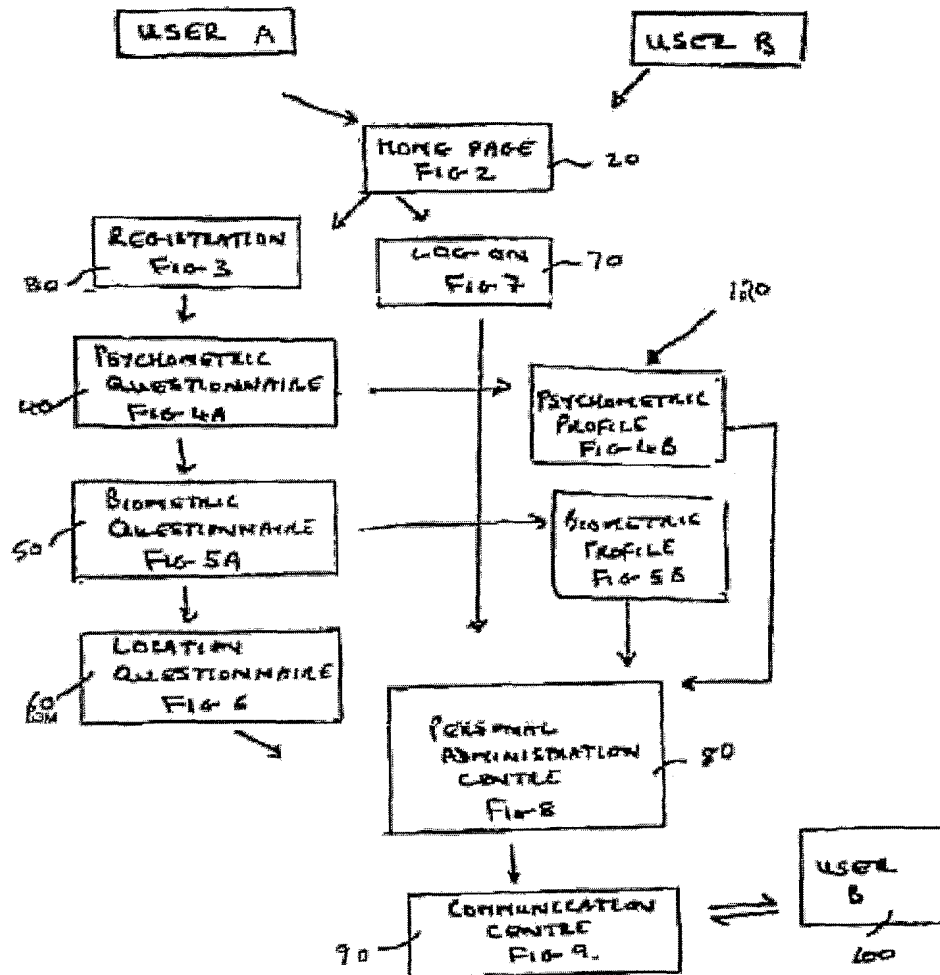 USER A
USER B
HOME PAGE
FIG 2
20
REGISTRATION
FIG 3
30
LOG ON
FIG 7
70
120
PSYCHOMETRIC
QUESTIONNAIRE
FIG 4A
40
PSYCHOMETRIC
PROFILE
FIG 4B
BIOMETRIC
QUESTIONNAIRE
FIG 5A
50
BIOMETRIC
PROFILE
FIG 5B
LOCATION
QUESTIONNAIRE
FIG 6
60
PERSONAL
ADMINISTRATION
CENTRE
FIG 8
80
COMMUNICATION
CENTRE
FIG 9.
90
USER
B
100